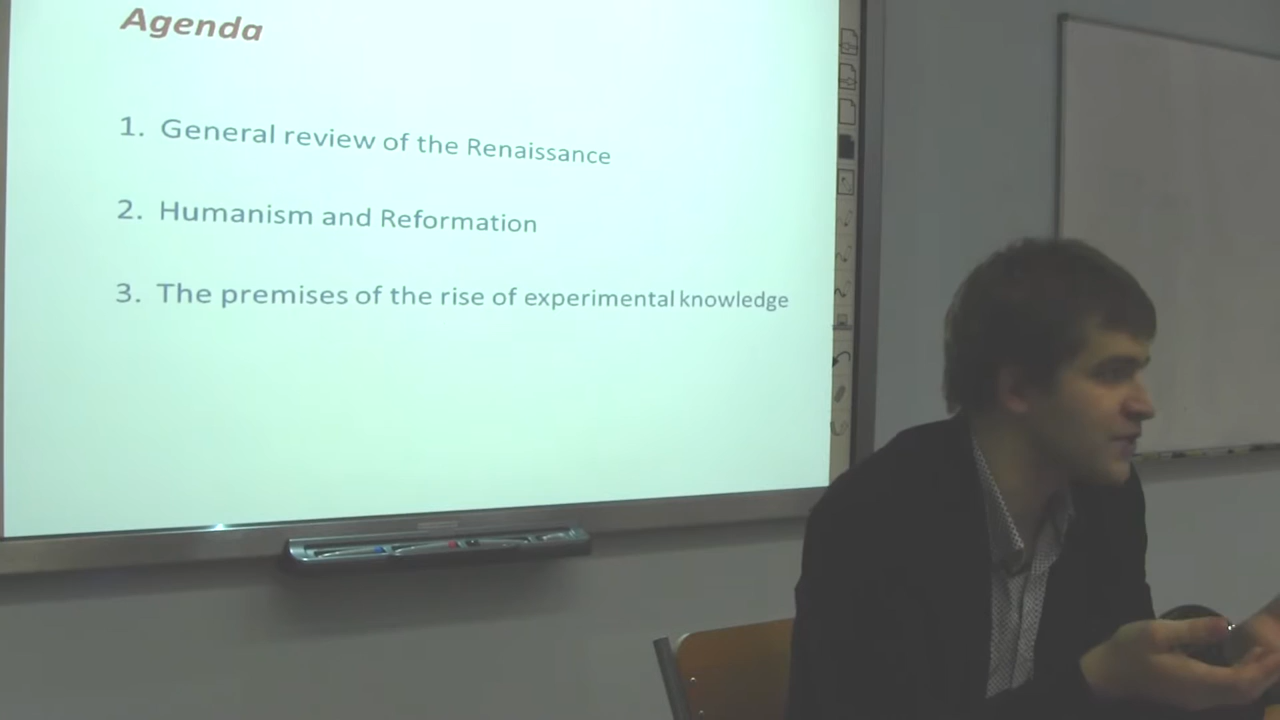 Agenda
1. General review of the Renaissance
2. Humanism and Reformation
3. The premises of the rise of experimental knowledge